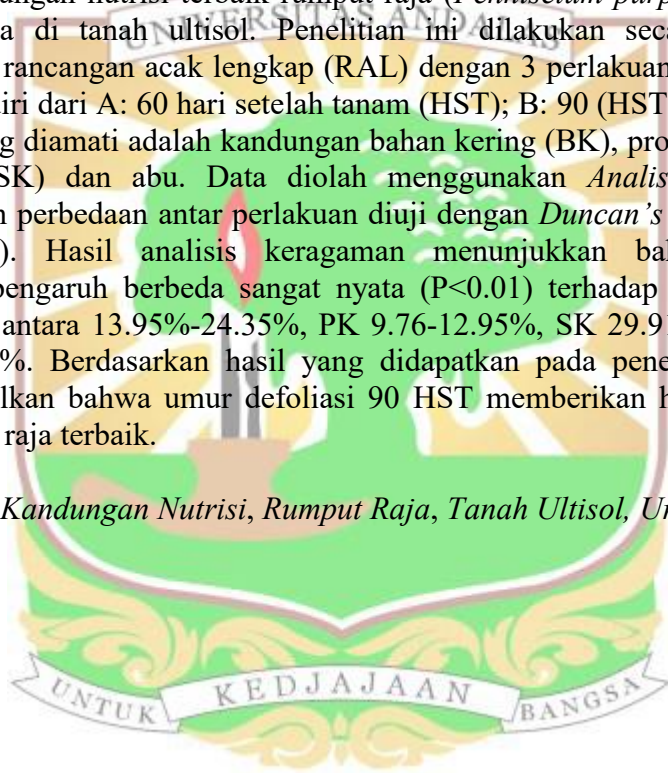 ungan nutrisi terbaik rumput raja (Pennisetum purp
UNIVERSITAS ANDALAS
a di tanah ultisol. Penelitian ini dilakukan seca
rancangan acak lengkap (RAL) dengan 3 perlakuan
iri dari A: 60 hari setelah tanam (HST); B: 90 (HST
g diamati adalah kandungan bahan kering (BK), pro
SK) dan abu. Data diolah menggunakan Analis
n perbedaan antar perlakuan diuji dengan Duncan's
). Hasil analisis keragaman menunjukkan bal
pengaruh berbeda sangat nyata (P<0.01) terhadap
antara 13.95%-24.35%, PK 9.76-12.95%, SK 29.9
%. Berdasarkan hasil yang didapatkan pada pene
lkan bahwa umur defoliasi 90 HST memberikan h
raja terbaik.
Kandungan Nutrisi, Rumput Raja, Tanah Ultisol, Ur
UNTUK KEDJAJAAN BANGSA